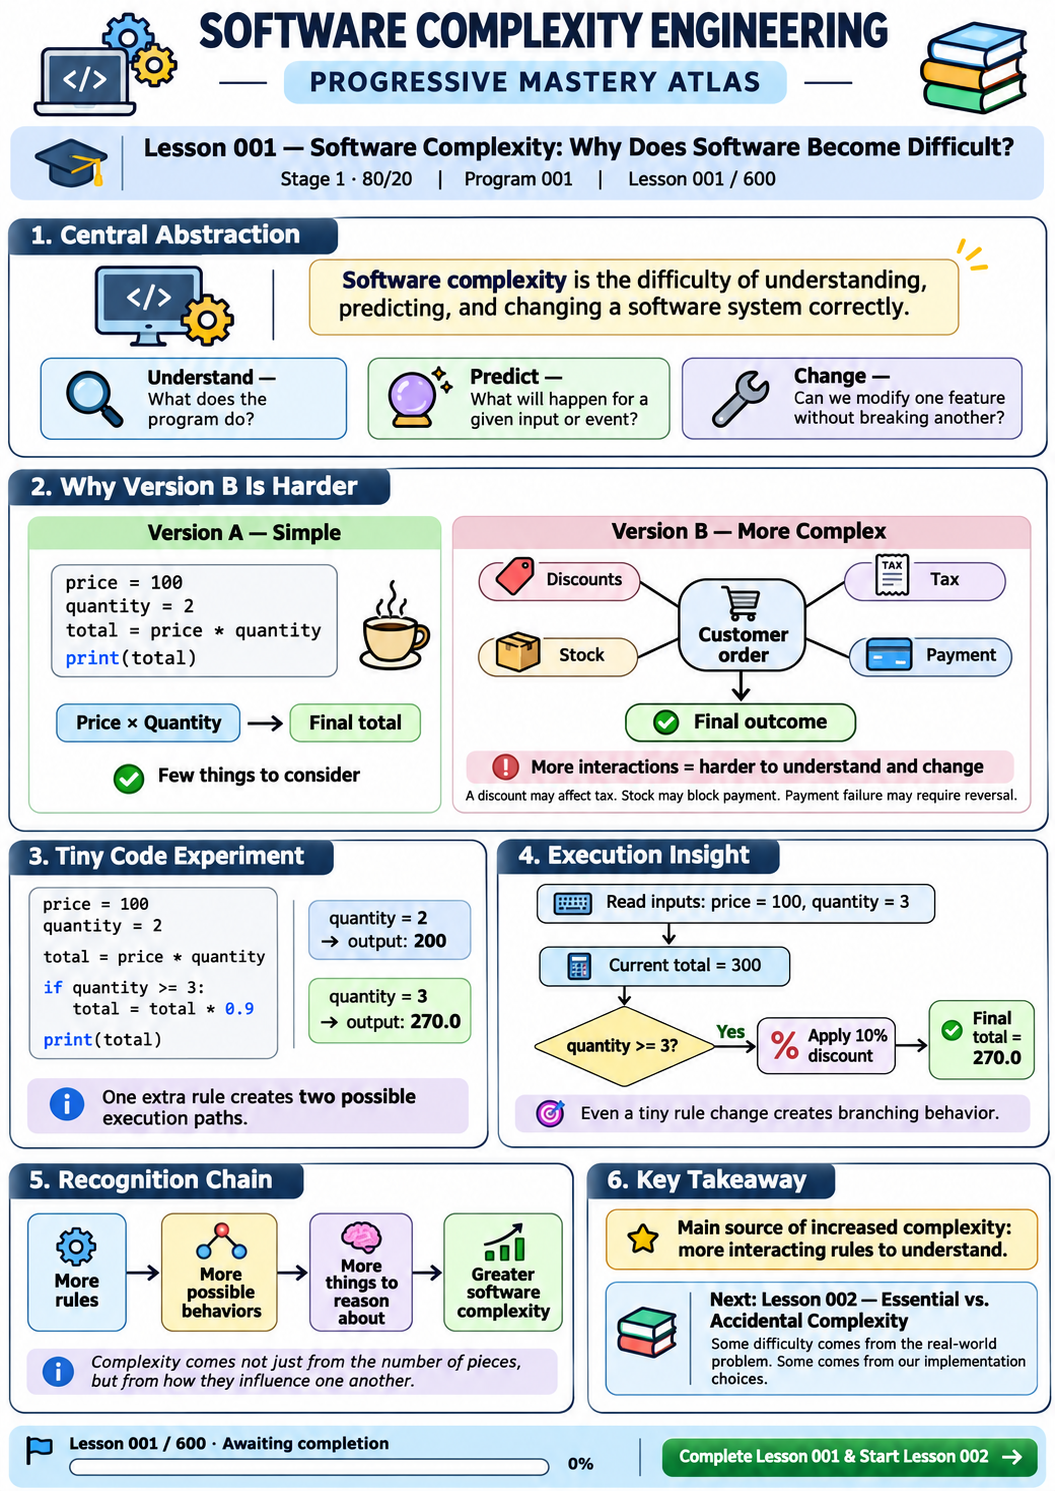 SOFTWARE COMPLEXITY ENGINEERING
PROGRESSIVE MASTERY ATLAS
</>
Lesson 001 — Software Complexity: Why Does Software Become Difficult?
Stage 1 · 80/20 | Program 001 | Lesson 001 / 600
1. Central Abstraction
</>
Software complexity is the difficulty of understanding,
predicting, and changing a software system correctly.
Understand —
What does the
program do?
Predict —
What will happen for a
given input or event?
Change —
Can we modify one feature
without breaking another?
2. Why Version B Is Harder
Version A — Simple
price = 100
quantity = 2
total = price * quantity
print(total)
Price × Quantity
Final total
Few things to consider
Version B — More Complex
Discounts
TAX
Tax
Stock
Customer
order
Payment
Final outcome
! More interactions = harder to understand and change
A discount may affect tax. Stock may block payment. Payment failure may require reversal.
3. Tiny Code Experiment
price = 100
quantity = 2
total = price * quantity
if quantity >= 3:
total = total * 0.9
print(total)
quantity = 2
→ output: 200
quantity = 3
→ output: 270.0
i
One extra rule creates two possible
execution paths.
4. Execution Insight
Read inputs: price = 100, quantity = 3
Current total = 300
quantity >= 3?
Yes
% Apply 10%
discount
Final
total =
270.0
Even a tiny rule change creates branching behavior.
5. Recognition Chain
More
rules
More
possible
behaviors
More
things to
reason
about
Greater
software
complexity
i
Complexity comes not just from the number of pieces,
but from how they influence one another.
6. Key Takeaway
Main source of increased complexity:
more interacting rules to understand.
Next: Lesson 002 — Essential vs.
Accidental Complexity
Some difficulty comes from the real-world
problem. Some comes from our implementation
choices.
Lesson 001 / 600 · Awaiting completion
0%
Complete Lesson 001 & Start Lesson 002 →